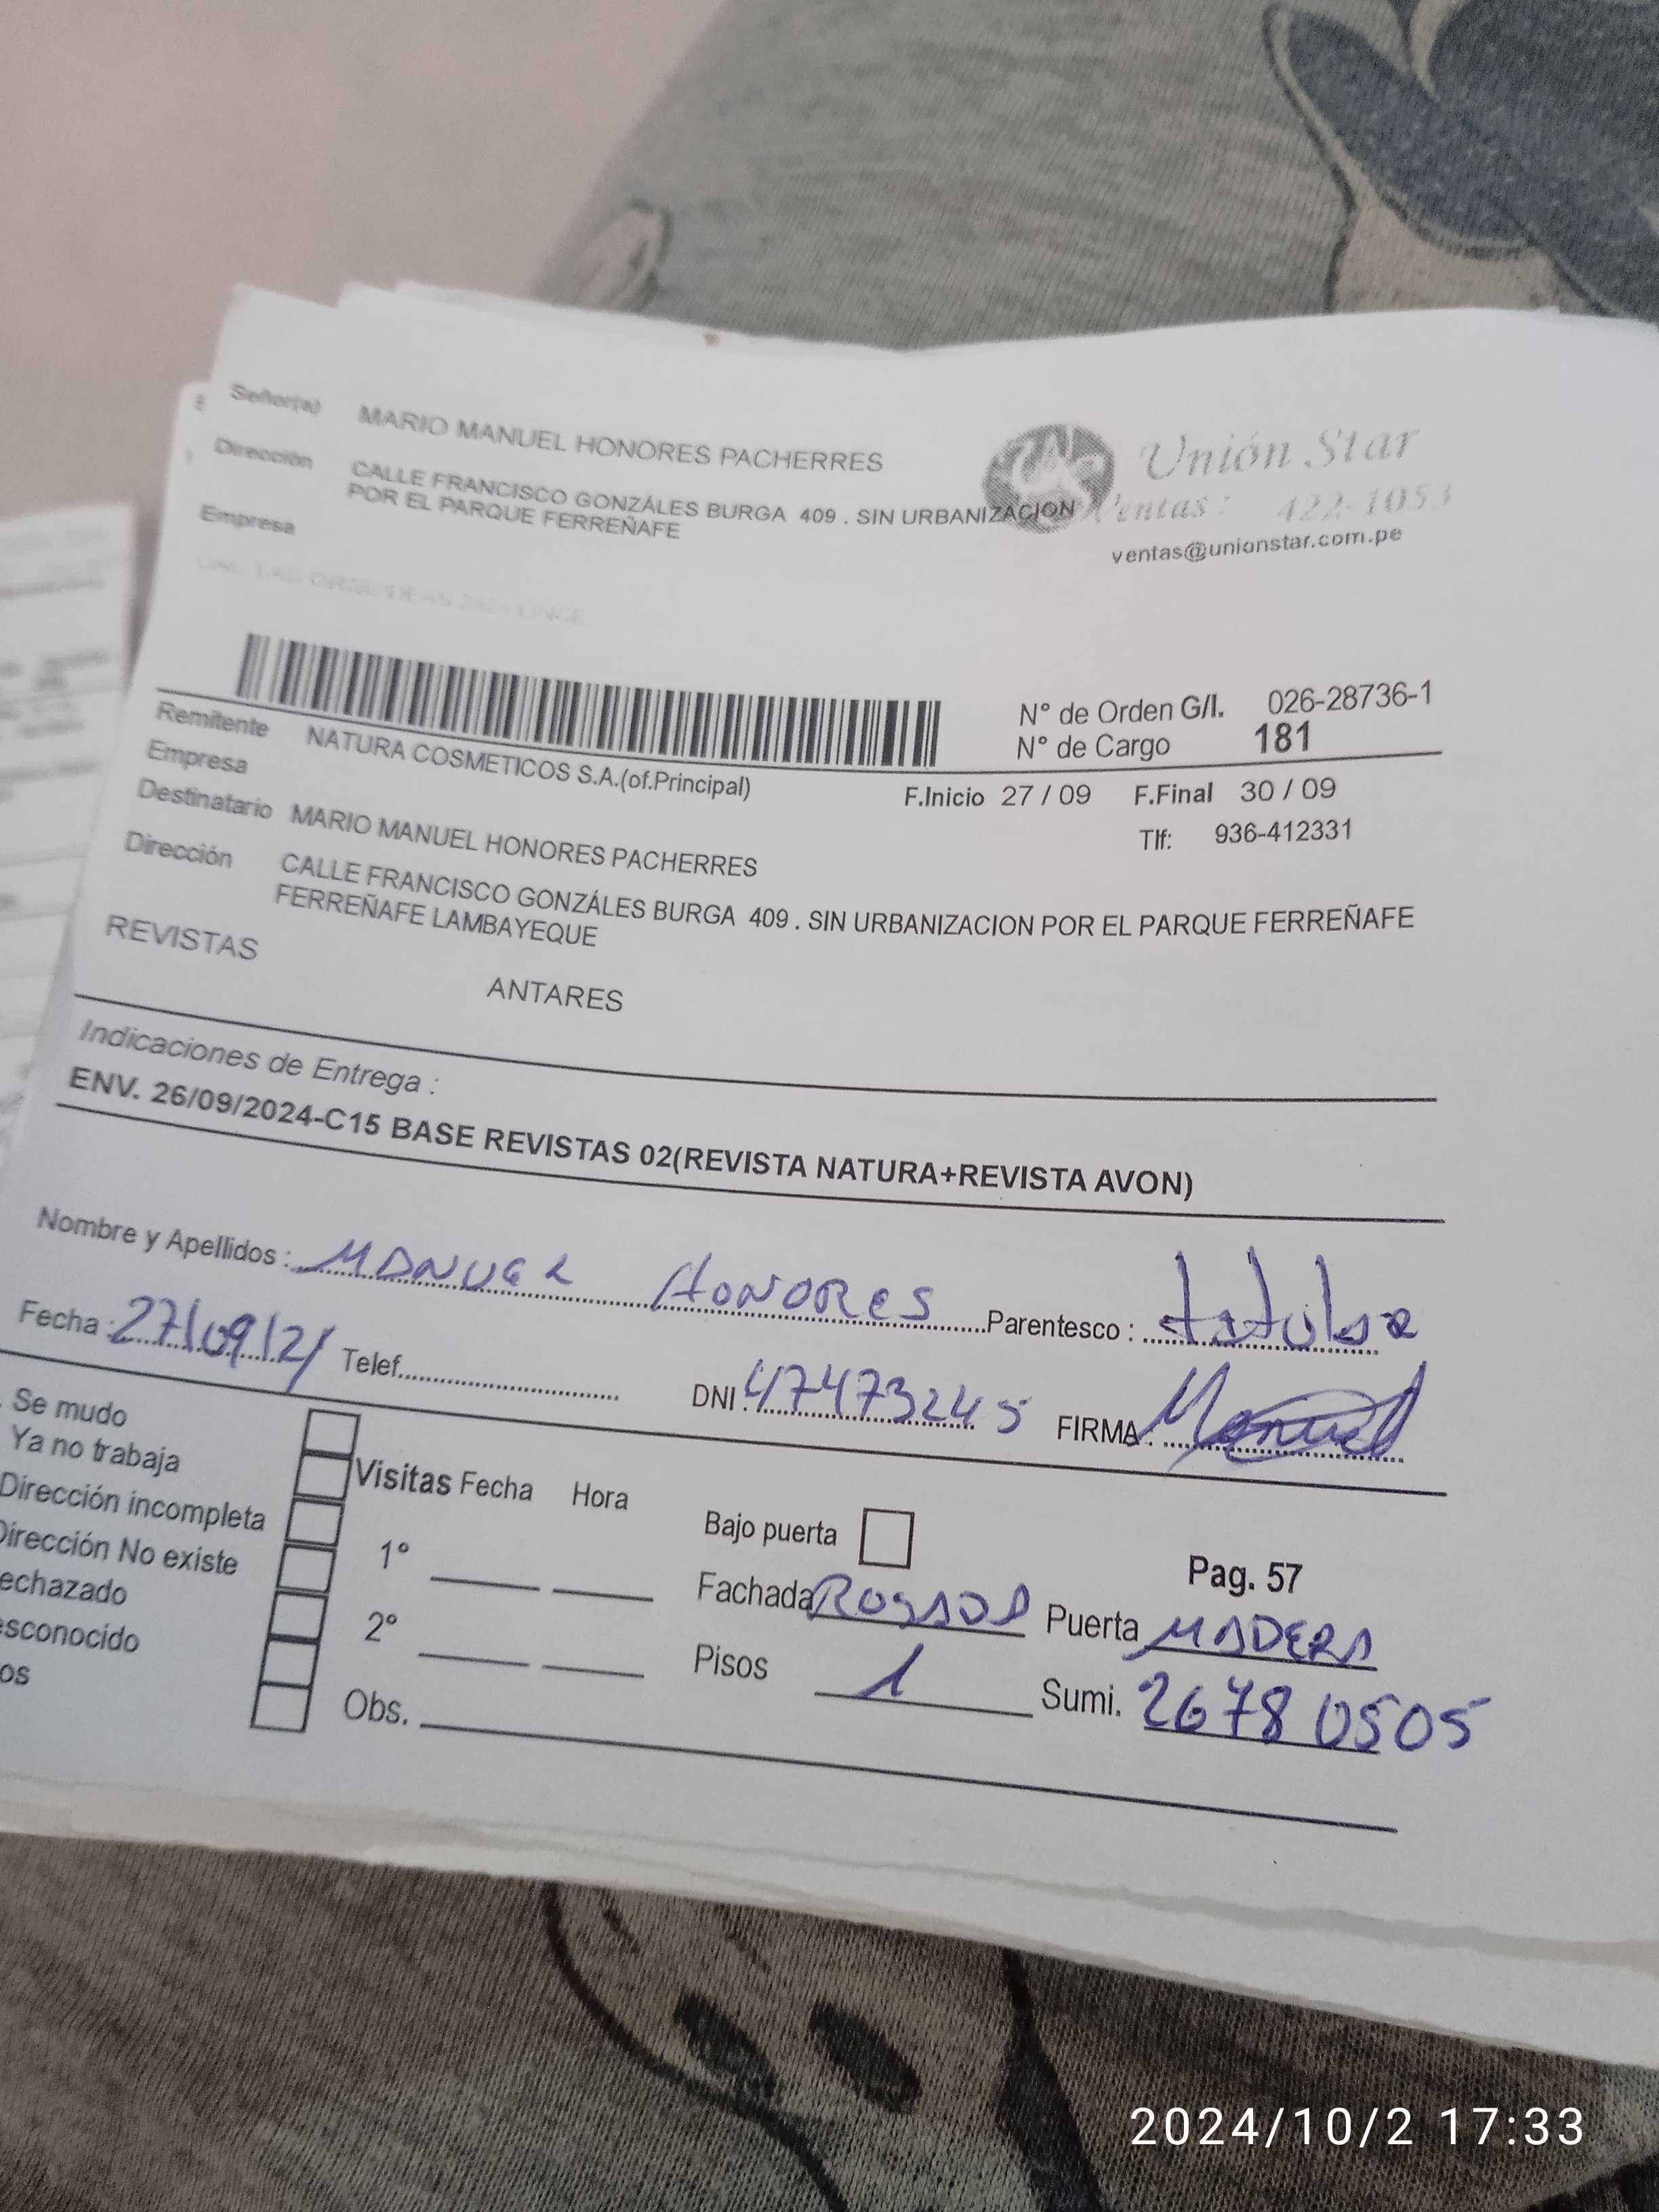 Señor(a) MARIO MANUEL HONORES PACHERRES
Dirección CALLE FRANCISCO GONZÁLES BURGA 409 . SIN URBANIZACION
POR EL PARQUE FERREÑAFE
Empresa
Unión Star
Ventas : 422-1053
ventas@unionstar.com.pe
N° de Orden G/I. 026-28736-1
N° de Cargo 181
Remitente NATURA COSMETICOS S.A.(of.Principal)
Empresa
F.Inicio 27 / 09 F.Final 30 / 09
Destinatario MARIO MANUEL HONORES PACHERRES
Tlf: 936-412331
Dirección CALLE FRANCISCO GONZÁLES BURGA 409 . SIN URBANIZACION POR EL PARQUE FERREÑAFE
FERREÑAFE LAMBAYEQUE
REVISTAS
ANTARES
Indicaciones de Entrega :
ENV. 26/09/2024-C15 BASE REVISTAS 02(REVISTA NATURA+REVISTA AVON)
Nombre y Apellidos : MANUEL HONORES Parentesco :
Fecha : 27/09/2 Telef. DNI : 47473245 FIRMA : Manuel
Se mudo
Ya no trabaja
Dirección incompleta
Dirección No existe
echazado
esconocido
os
Visitas Fecha Hora
1°
2°
Obs.
Bajo puerta
Pag. 57
Fachada ROSADA Puerta MADERA
Pisos 1 Sumi. 26780505
2024/10/2 17:33